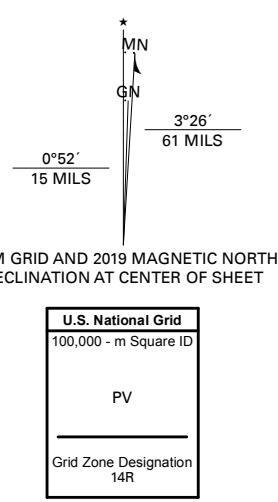 ★
MN
GN
3°26´
61 MILS
0°52´
15 MILS
M GRID AND 2019 MAGNETIC NORTH
ECLINATION AT CENTER OF SHEET
U.S. National Grid
100,000 - m Square ID
PV
Grid Zone Designation
14R